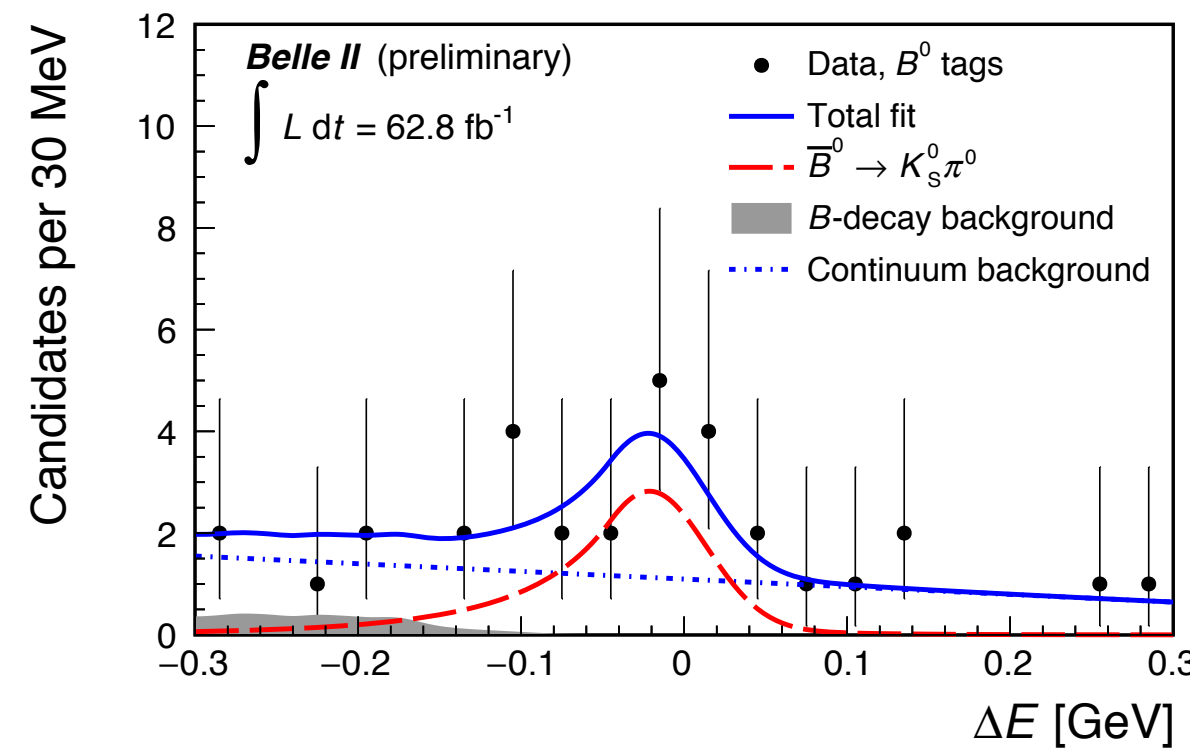 Candidates per 30 MeV
12
10
8
6
4
2
0
Belle II (preliminary)
∫ L dt = 62.8 fb⁻¹
Data, B⁰ tags
Total fit
B̅⁰ → K⁰_S π⁰
B-decay background
Continuum background
−0.3 −0.2 −0.1 0 0.1 0.2 0.3
ΔE [GeV]